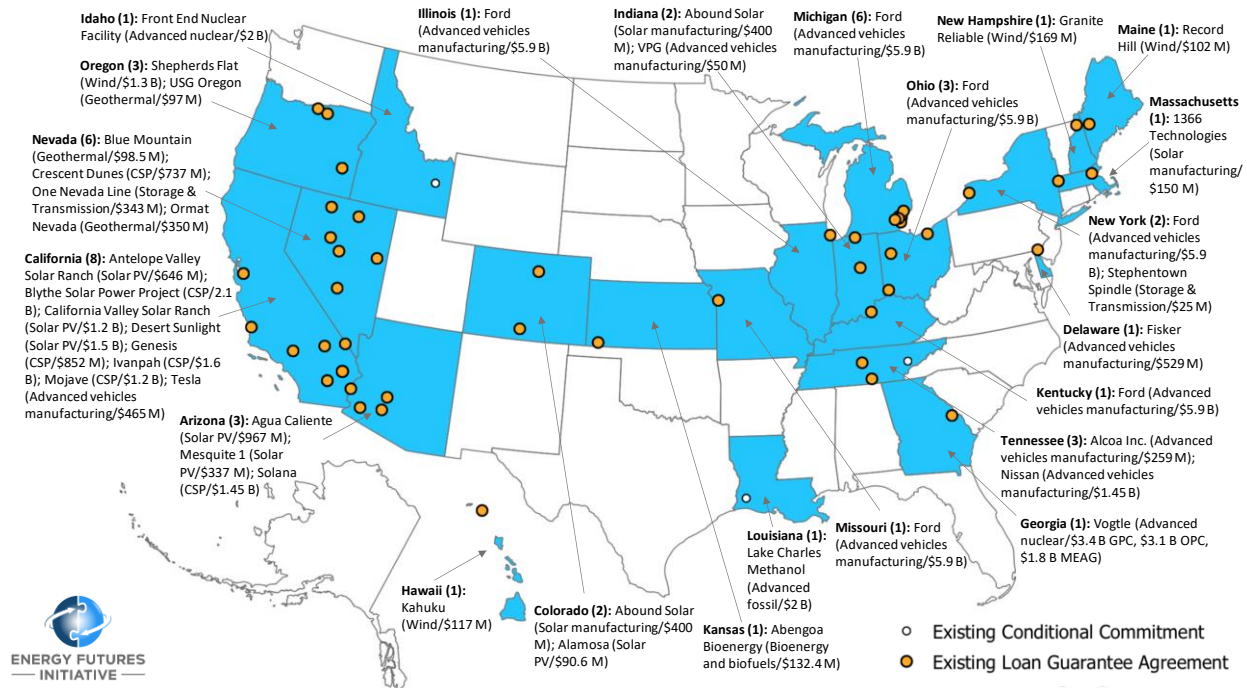 Idaho (1): Front End Nuclear
Facility (Advanced nuclear/$2 B)
Oregon (3): Shepherds Flat
(Wind/$1.3 B); USG Oregon
(Geothermal/$97 M)
Nevada (6): Blue Mountain
(Geothermal/$98.5 M);
Crescent Dunes (CSP/$737 M);
One Nevada Line (Storage &
Transmission/$343 M); Ormat
Nevada (Geothermal/$350 M)
California (8): Antelope Valley
Solar Ranch (Solar PV/$646 M);
Blythe Solar Power Project (CSP/2.1
B); California Valley Solar Ranch
(Solar PV/$1.2 B); Desert Sunlight
(Solar PV/$1.5 B); Genesis
(CSP/$852 M); Ivanpah (CSP/$1.6
B); Mojave (CSP/$1.2 B); Tesla
(Advanced vehicles
manufacturing/$465 M)
Arizona (3): Agua Caliente
(Solar PV/$967 M);
Mesquite 1 (Solar
PV/$337 M); Solana
(CSP/$1.45 B)
Illinois (1): Ford
(Advanced vehicles
manufacturing/$5.9 B)
Indiana (2): Abound Solar
(Solar manufacturing/$400
M); VPG (Advanced vehicles
manufacturing/$50 M)
Michigan (6): Ford
(Advanced vehicles
manufacturing/$5.9 B)
Ohio (3): Ford
(Advanced vehicles
manufacturing/$5.9 B)
New Hampshire (1): Granite
Reliable (Wind/$169 M)
Maine (1): Record
Hill (Wind/$102 M)
Massachusetts
(1): 1366
Technologies
(Solar
manufacturing/
$150 M)
New York (2): Ford
(Advanced vehicles
manufacturing/$5.9
B); Stephentown
Spindle (Storage &
Transmission/$25 M)
Delaware (1): Fisker
(Advanced vehicles
manufacturing/$529 M)
Kentucky (1): Ford (Advanced
vehicles manufacturing/$5.9 B)
Tennessee (3): Alcoa Inc. (Advanced
vehicles manufacturing/$259 M);
Nissan (Advanced vehicles
manufacturing/$1.45 B)
Georgia (1): Vogtle (Advanced
nuclear/$3.4 B GPC, $3.1 B OPC,
$1.8 B MEAG)
Missouri (1): Ford
(Advanced vehicles
manufacturing/$5.9 B)
Louisiana (1):
Lake Charles
Methanol
(Advanced
fossil/$2 B)
Kansas (1): Abengoa
Bioenergy (Bioenergy
and biofuels/$132.4 M)
Colorado (2): Abound Solar
(Solar manufacturing/$400
M); Alamosa (Solar
PV/$90.6 M)
Hawaii (1):
Kahuku
(Wind/$117 M)
Existing Conditional Commitment
Existing Loan Guarantee Agreement
ENERGY FUTURES
INITIATIVE